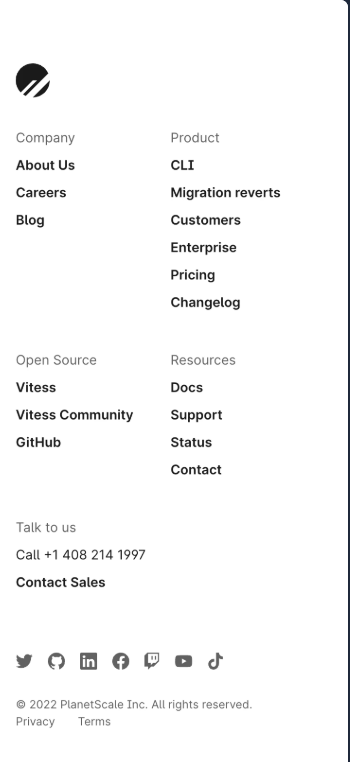 Company
About Us
Careers
Blog
Product
CLI
Migration reverts
Customers
Enterprise
Pricing
Changelog
Open Source
Vitess
Vitess Community
GitHub
Resources
Docs
Support
Status
Contact
Talk to us
Call +1 408 214 1997
Contact Sales
© 2022 PlanetScale Inc. All rights reserved.
Privacy Terms